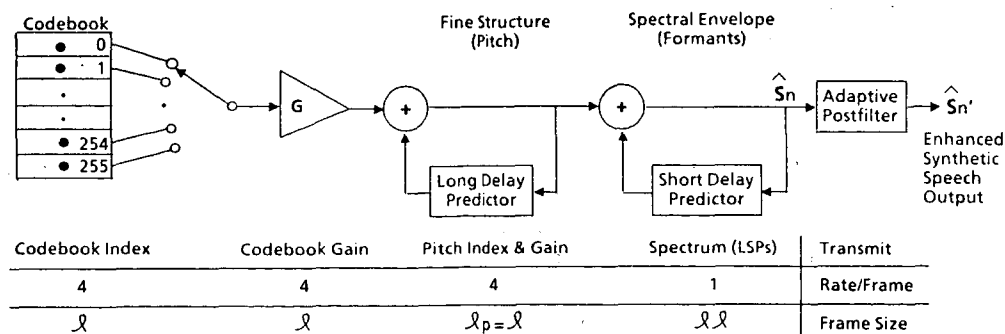 Codebook
0
1
254
255
G
+
Fine Structure
(Pitch)
Long Delay
Predictor
+
Spectral Envelope
(Formants)
Short Delay
Predictor
Ŝn
Adaptive
Postfilter
Ŝn'
Enhanced
Synthetic
Speech
Output
Codebook Index Codebook Gain Pitch Index & Gain Spectrum (LSPs) Transmit
4 4 4 1 Rate/Frame
ℓ ℓ ℓp=ℓ ℓℓ Frame Size